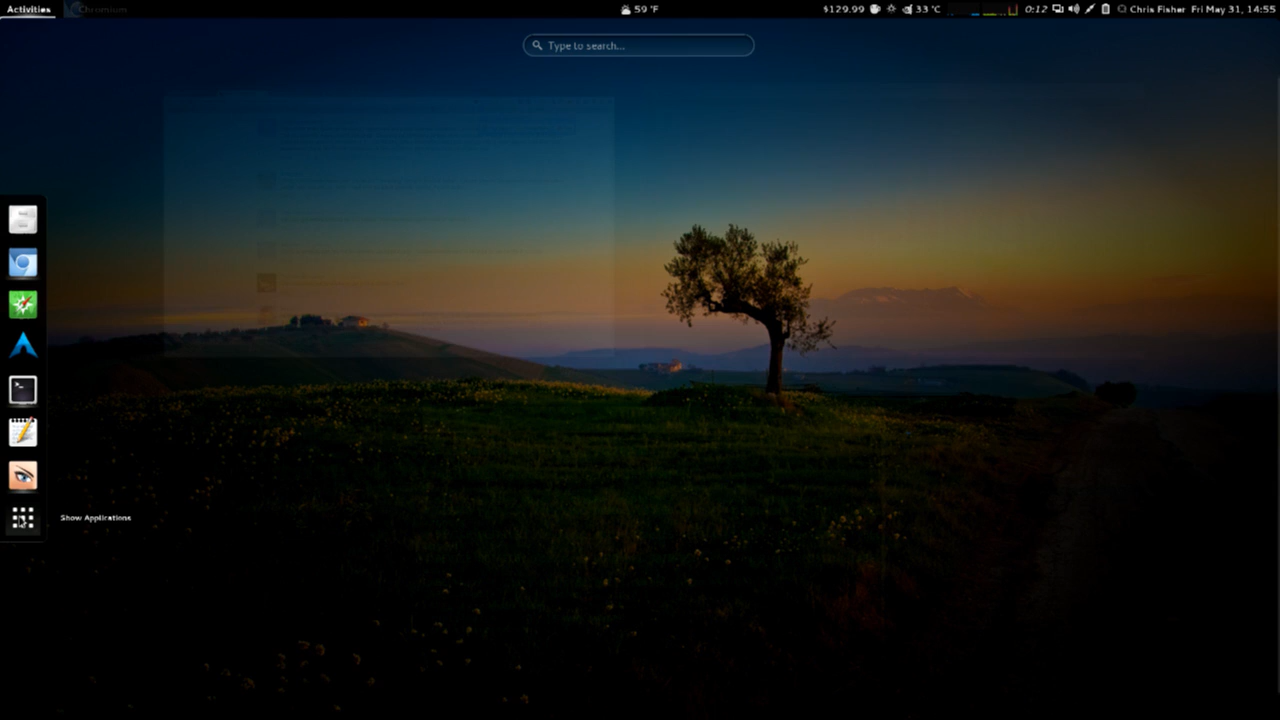 Activities
Chromium
59 °F
$129.99
33 °C
0:12
Chris Fisher
Fri May 31, 14:55
Type to search...
Show Applications